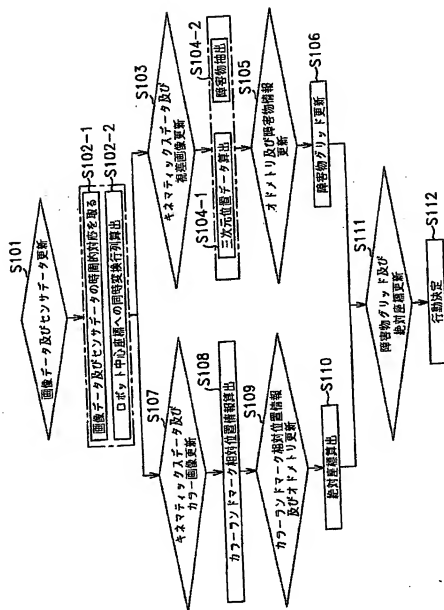 S101
画像データ及びセンサデータ更新
S102-1
画像データ及びセンサデータの時間的対応を取る
S102-2
ロボット中心座標への同時変換行列算出
S107
キネマティックスデータ及び
カラー画像更新
S108
カラーランドマーク相対位置情報算出
S109
カラーランドマーク相対位置情報
及びオドメトリ更新
S110
絶対座標算出
S103
キネマティックスデータ及び
視差画像更新
S104-1
三次元位置データ算出
S104-2
障害物抽出
S105
オドメトリ及び障害物情報
更新
S106
障害物グリッド更新
S111
障害物グリッド及び
絶対座標更新
S112
行動決定